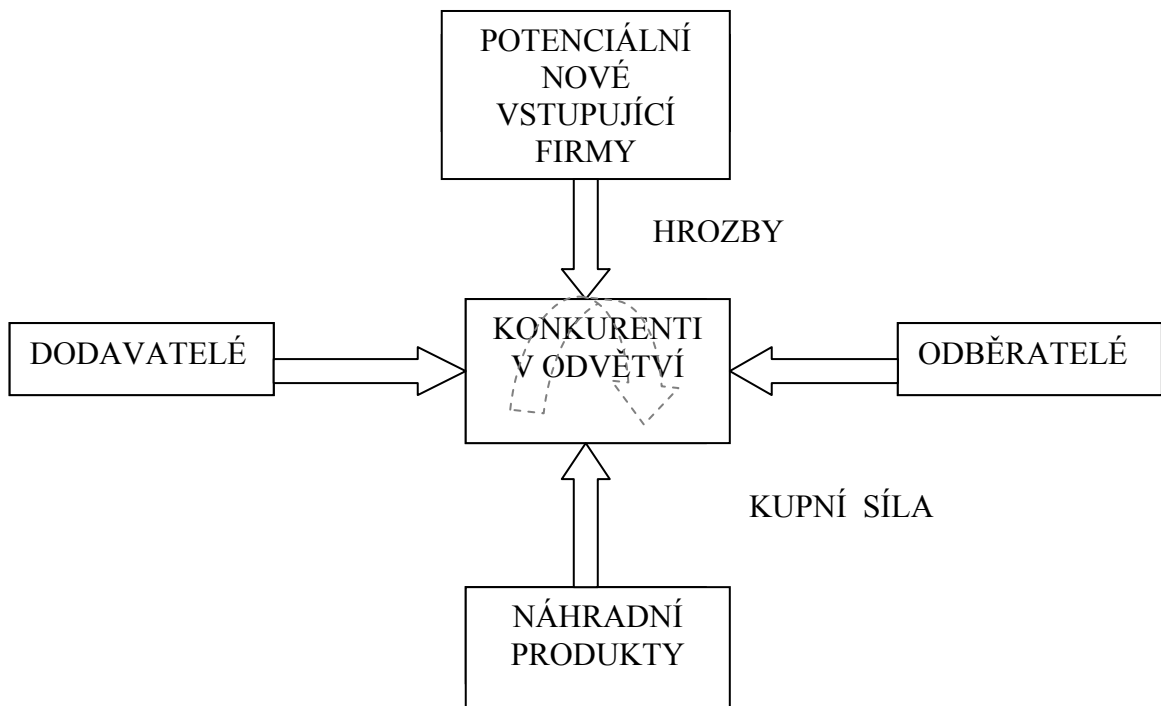 POTENCIÁLNÍ
NOVÉ
VSTUPUJÍCÍ
FIRMY
HROZBY
DODAVATELÉ
KONKURENTI
V ODVĚTVÍ
ODBĚRATELÉ
KUPNÍ SÍLA
NÁHRADNÍ
PRODUKTY